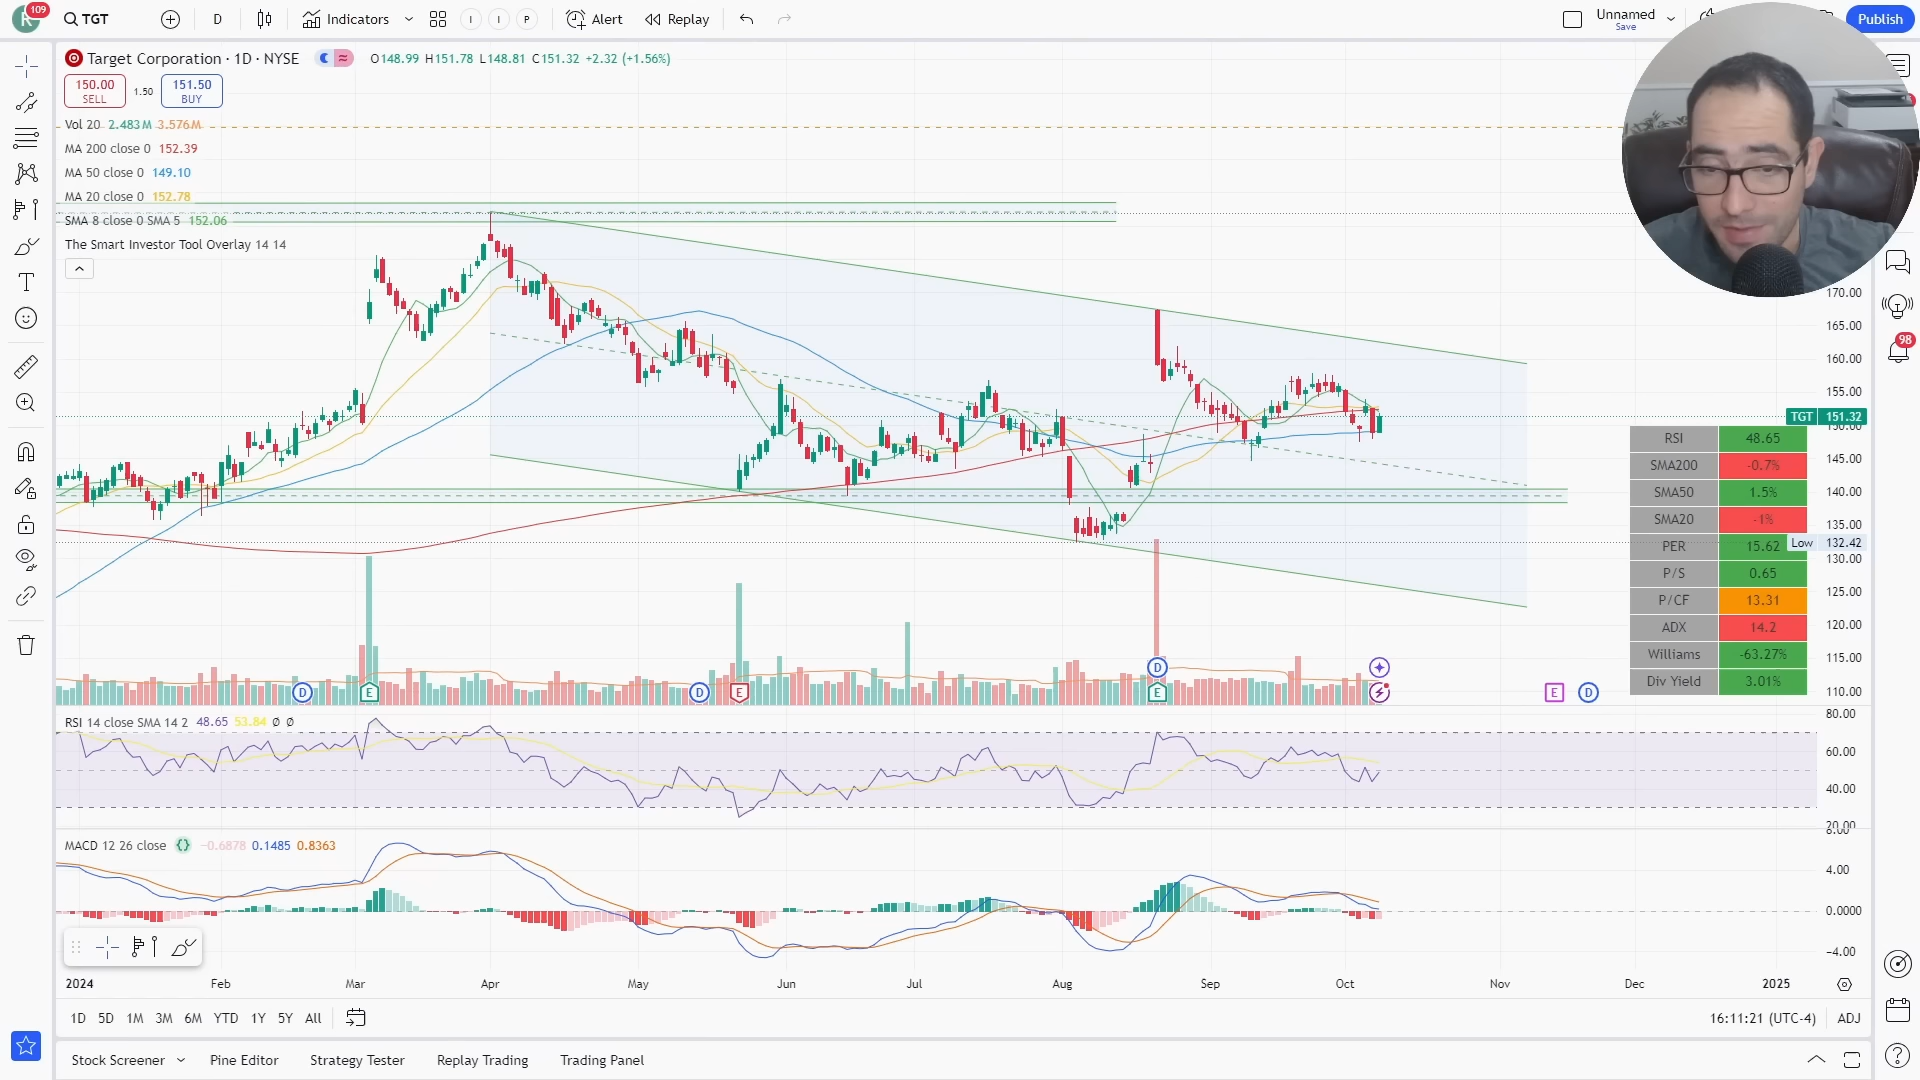 R 109 TGT D Indicators I I P Alert Replay Unnamed Publish
Save
Target Corporation · 1D · NYSE O148.99 H151.78 L148.81 C151.32 +2.32 (+1.56%)
150.00 SELL 1.50 151.50 BUY
Vol 20 2.483M 3.576M
MA 200 close 0 152.39
MA 50 close 0 149.10
MA 20 close 0 152.78
SMA 8 close 0 SMA 5 152.06
The Smart Investor Tool Overlay 14 14
170.00
165.00
160.00
155.00
TGT 151.32
150.00
145.00
140.00
135.00
Low 132.42
130.00
125.00
120.00
115.00
110.00
RSI 48.65
SMA200 -0.7%
SMA50 1.5%
SMA20 -1%
PER 15.62
P/S 0.65
P/CF 13.31
ADX 14.2
Williams -63.27%
Div Yield 3.01%
98
D E D E D E E D
RSI 14 close SMA 14 2 48.65 53.84 Ø Ø
80.00
60.00
40.00
20.00
MACD 12 26 close −0.6878 0.1485 0.8363
8.00
4.00
0.0000
−4.00
2024 Feb Mar Apr May Jun Jul Aug Sep Oct Nov Dec 2025
1D 5D 1M 3M 6M YTD 1Y 5Y All 16:11:21 (UTC-4) ADJ
Stock Screener Pine Editor Strategy Tester Replay Trading Trading Panel